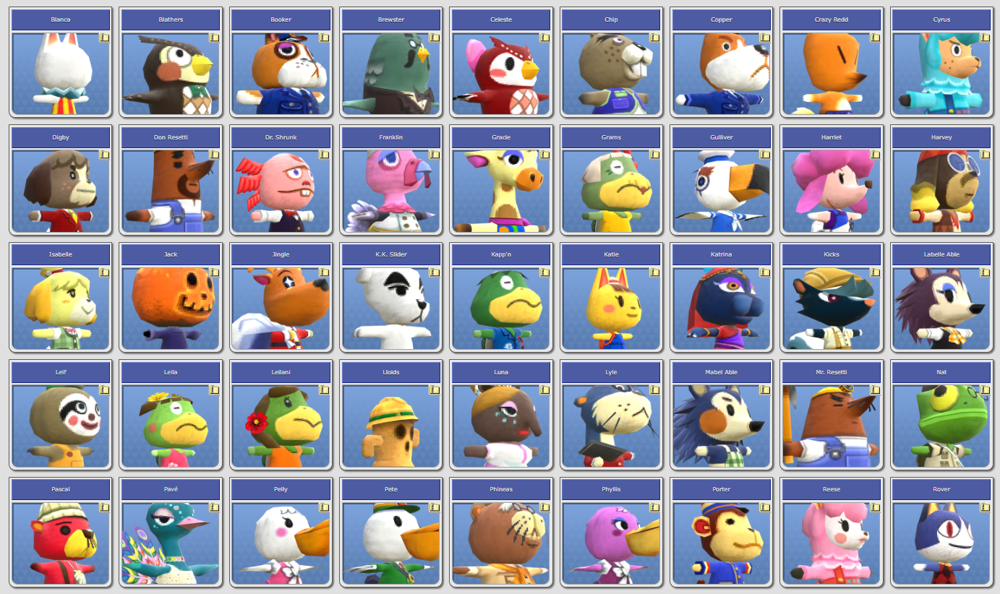 Blanca
Blathers
Booker
Brewster
Celeste
Chip
Copper
Crazy Redd
Cyrus
Digby
Don Resetti
Dr. Shrunk
Franklin
Gracie
Grams
Gulliver
Harriet
Harvey
Isabelle
Jack
Jingle
K.K. Slider
Kapp'n
Katie
Katrina
Kicks
Labelle Able
Leif
Leila
Leilani
Lloids
Luna
Lyle
Mabel Able
Mr. Resetti
Nat
Pascal
Pavé
Pelly
Pete
Phineas
Phyllis
Porter
Reese
Rover